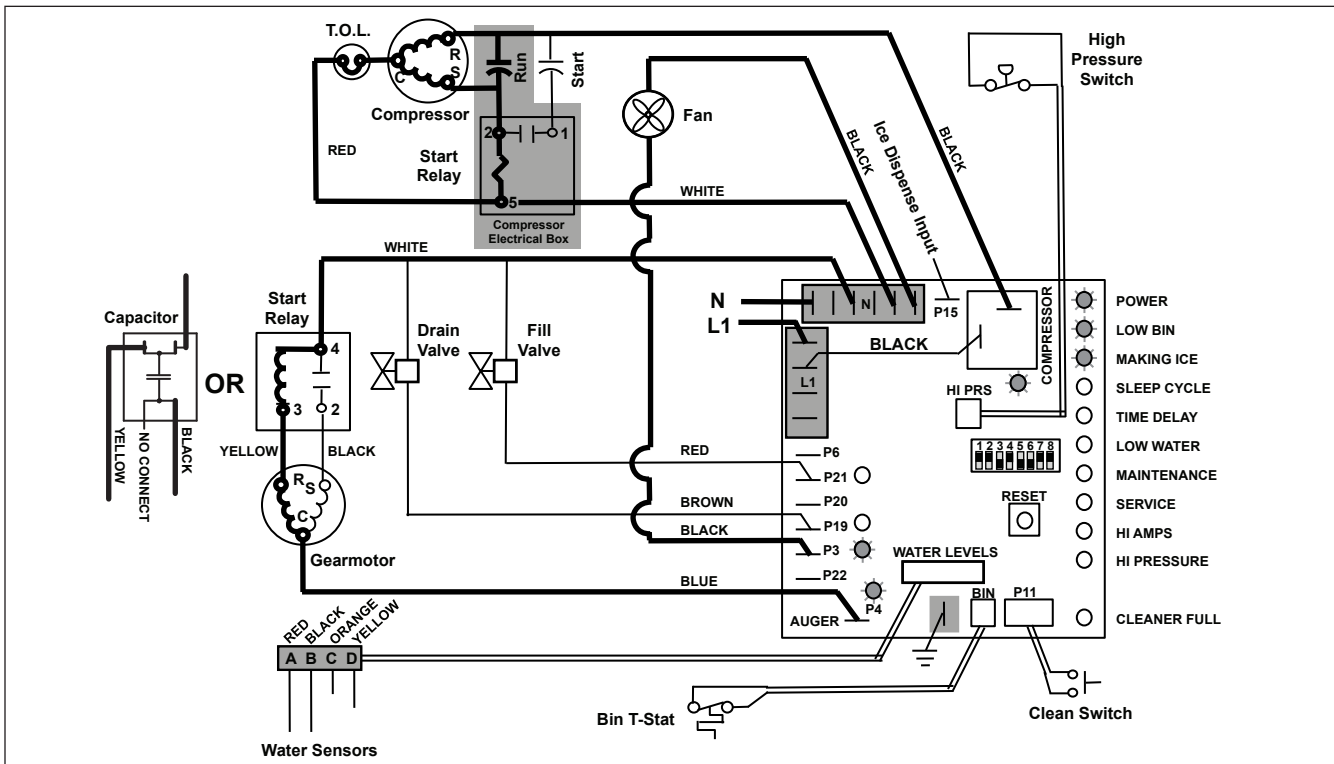 T.O.L.
C
R
S
Compressor
Run
Start
2
1
Start
Relay
5
Compressor
Electrical Box
RED
WHITE
Fan
BLACK
Ice Dispense Input
BLACK
High
Pressure
Switch
WHITE
Capacitor
YELLOW
NO CONNECT
BLACK
OR
Start
Relay
4
3
2
YELLOW
BLACK
R
S
C
Gearmotor
Drain
Valve
Fill
Valve
N
L1
N
P15
BLACK
L1
COMPRESSOR
HI PRS
POWER
LOW BIN
MAKING ICE
SLEEP CYCLE
TIME DELAY
LOW WATER
MAINTENANCE
SERVICE
HI AMPS
HI PRESSURE
CLEANER FULL
1 2 3 4 5 6 7 8
RESET
P6
RED
P21
P20
BROWN
P19
BLACK
P3
P22
BLUE
P4
AUGER
WATER LEVELS
BIN
P11
RED
BLACK
ORANGE
YELLOW
A B C D
Water Sensors
Bin T-Stat
Clean Switch